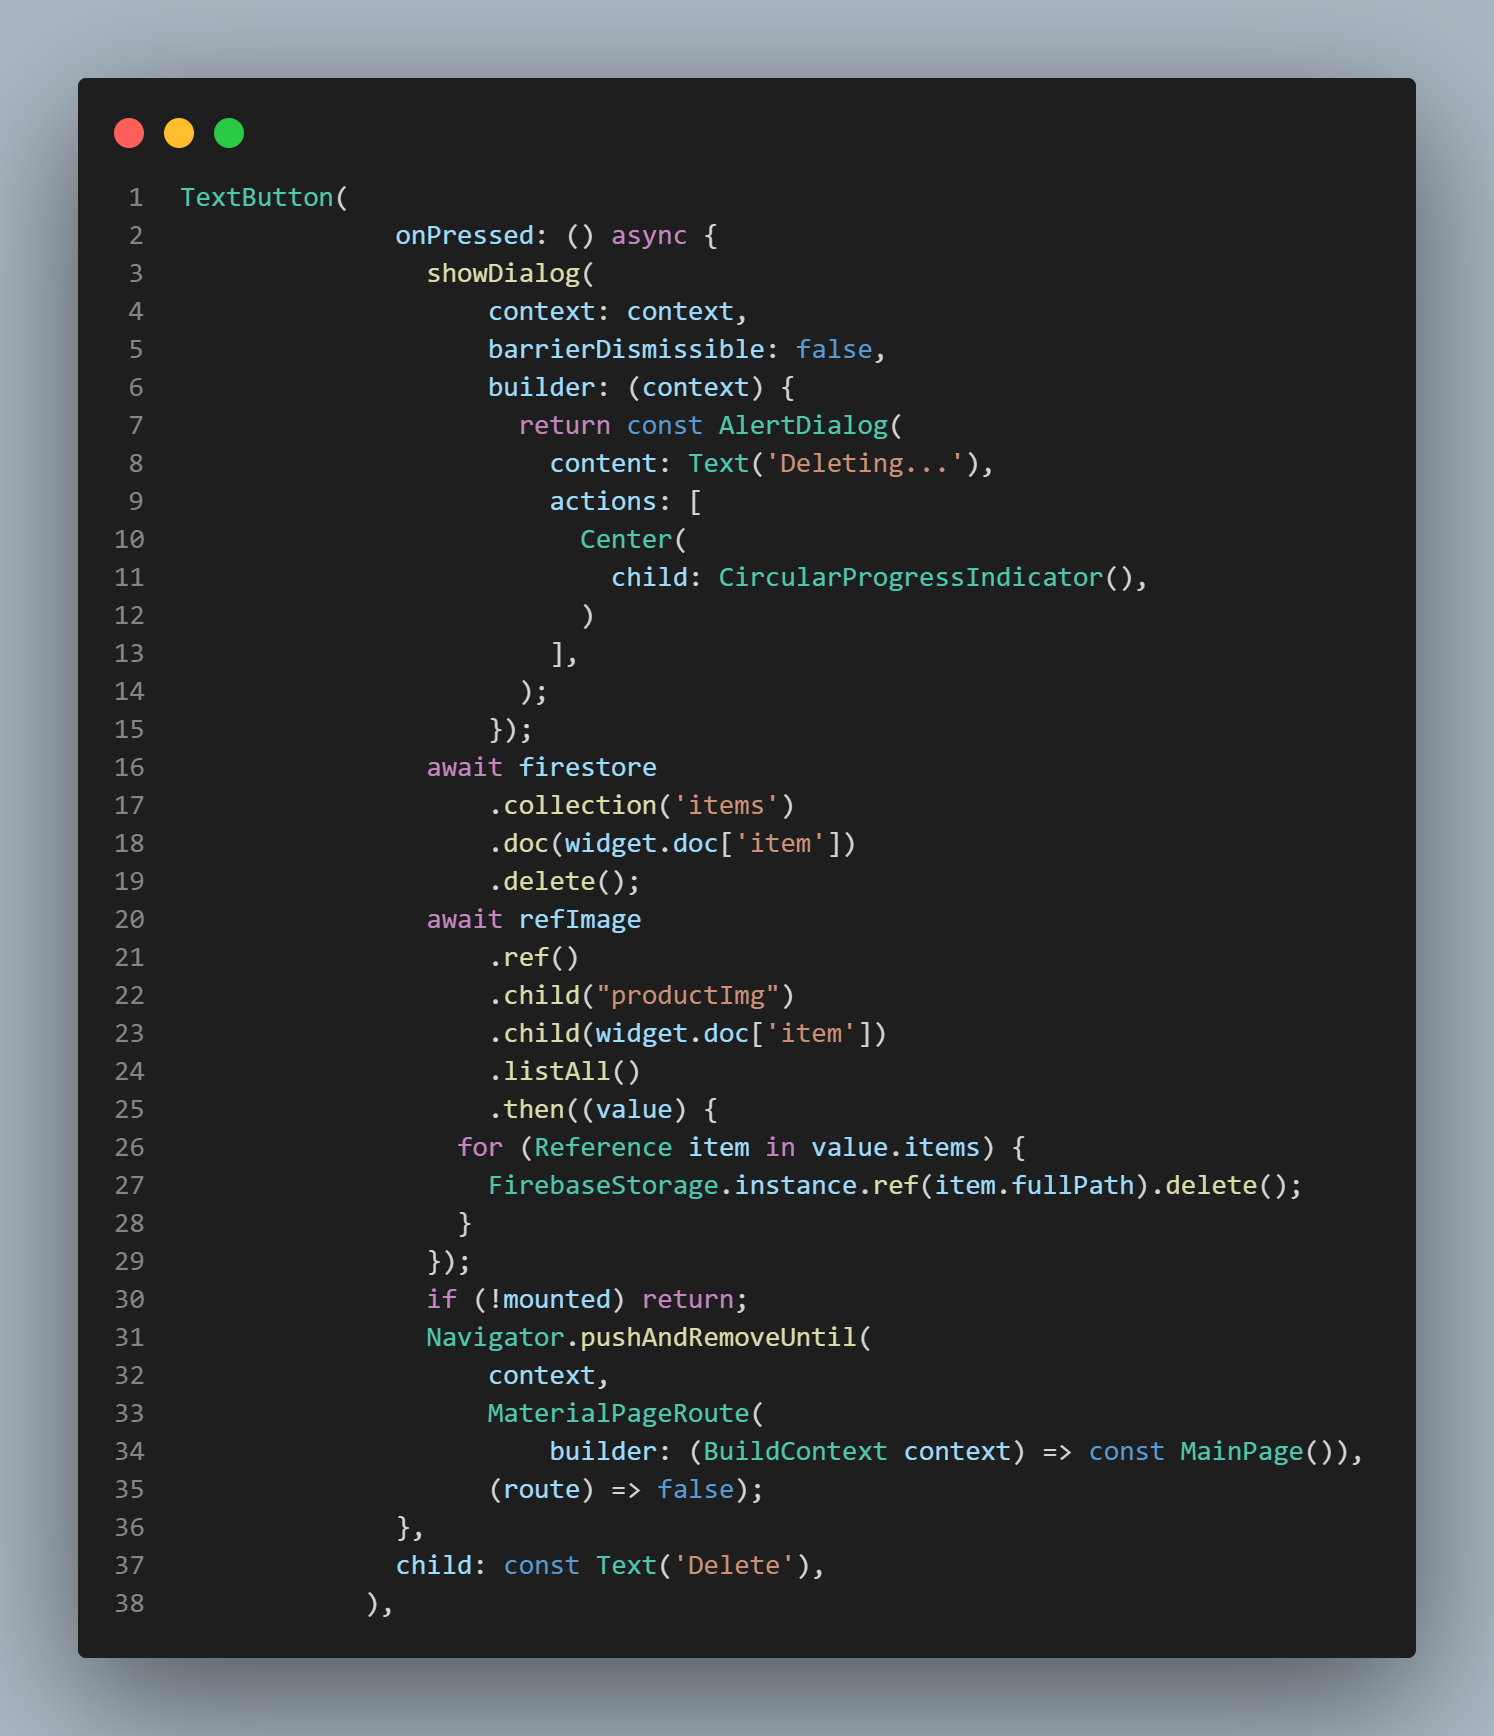 1 TextButton(
2 onPressed: () async {
3 showDialog(
4 context: context,
5 barrierDismissible: false,
6 builder: (context) {
7 return const AlertDialog(
8 content: Text('Deleting...'),
9 actions: [
10 Center(
11 child: CircularProgressIndicator(),
12 )
13 ],
14 );
15 });
16 await firestore
17 .collection('items')
18 .doc(widget.doc['item'])
19 .delete();
20 await refImage
21 .ref()
22 .child("productImg")
23 .child(widget.doc['item'])
24 .listAll()
25 .then((value) {
26 for (Reference item in value.items) {
27 FirebaseStorage.instance.ref(item.fullPath).delete();
28 }
29 });
30 if (!mounted) return;
31 Navigator.pushAndRemoveUntil(
32 context,
33 MaterialPageRoute(
34 builder: (BuildContext context) => const MainPage()),
35 (route) => false);
36 },
37 child: const Text('Delete'),
38 ),